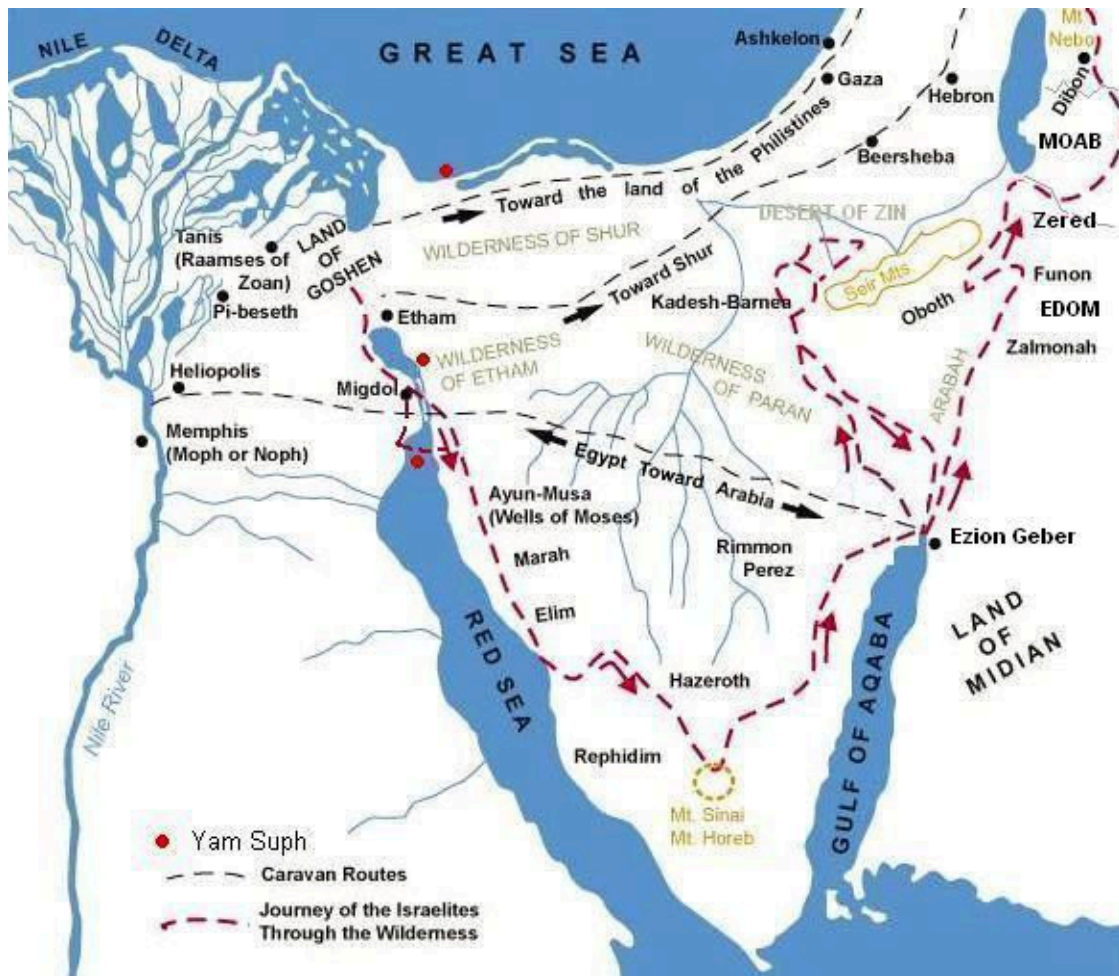 NILE DELTA
GREAT SEA
Ashkelon
Gaza
Hebron
Mt
Nebo
Dibon
MOAB
Beersheba
Toward the land of the Philistines
DESERT OF ZIN
Zered
Tanis
(Raamses of
Zoan)
LAND
OF
GOSHEN
WILDERNESS OF SHUR
Toward Shur
Seir Mts
Funon
Pi-beseth
Etham
Kadesh-Barnea
Oboth
EDOM
Heliopolis
WILDERNESS
OF ETHAM
WILDERNESS
OF PARAN
ARABAH
Zalmonah
Migdol
Memphis
(Moph or Noph)
Egypt Toward Arabia
Ayun-Musa
(Wells of Moses)
Marah
Rimmon
Perez
Ezion Geber
Elim
RED SEA
LAND
OF
MIDIAN
Hazeroth
GULF OF AQABA
Nile River
Rephidim
Mt. Sinai
Mt. Horeb
Yam Suph
Caravan Routes
Journey of the Israelites
Through the Wilderness